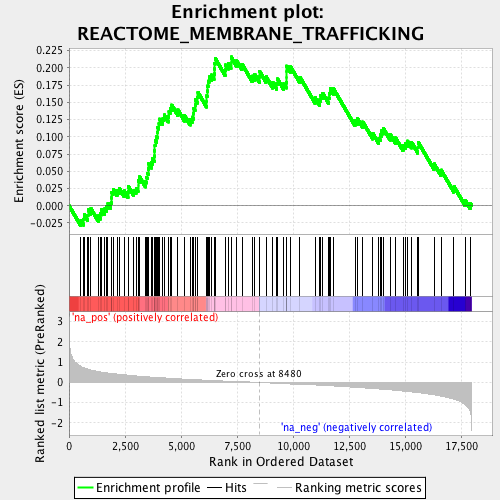 Enrichment plot:
REACTOME_MEMBRANE_TRAFFICKING
Enrichment score (ES)
0.225
0.200
0.175
0.150
0.125
0.100
0.075
0.050
0.025
0.000
-0.025
'na_pos' (positively correlated)
Ranked list metric (PreRanked)
3
2
1
0
-1
-2
Zero cross at 8480
'na_neg' (negatively correlated)
0
2,500
5,000
7,500
10,000
12,500
15,000
17,500
Rank in Ordered Dataset
Enrichment profile
Hits
Ranking metric scores